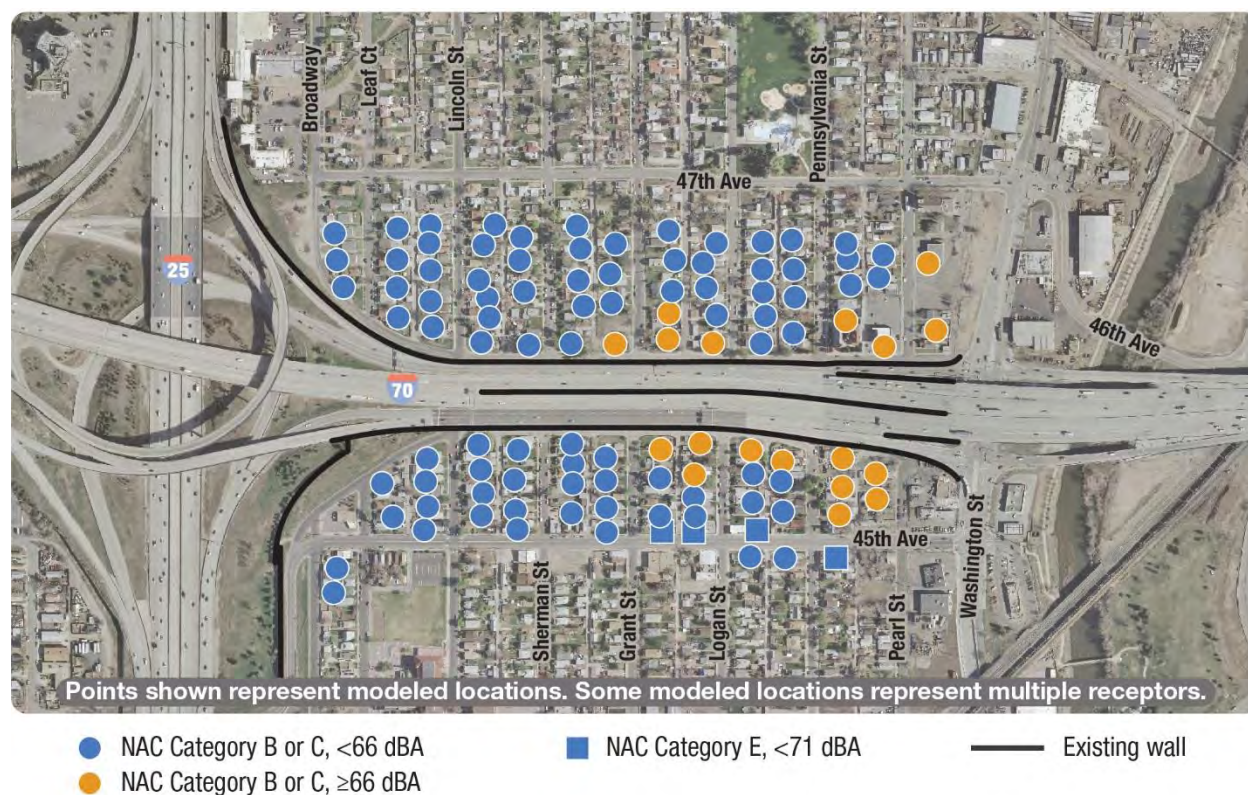 Broadway
Leaf Ct
Lincoln St
Pennsylvania St
47th Ave
25
46th Ave
70
45th Ave
Sherman St
Grant St
Logan St
Pearl St
Washington St
Points shown represent modeled locations. Some modeled locations represent multiple receptors.
NAC Category B or C, <66 dBA
NAC Category E, <71 dBA
Existing wall
NAC Category B or C, ≥66 dBA